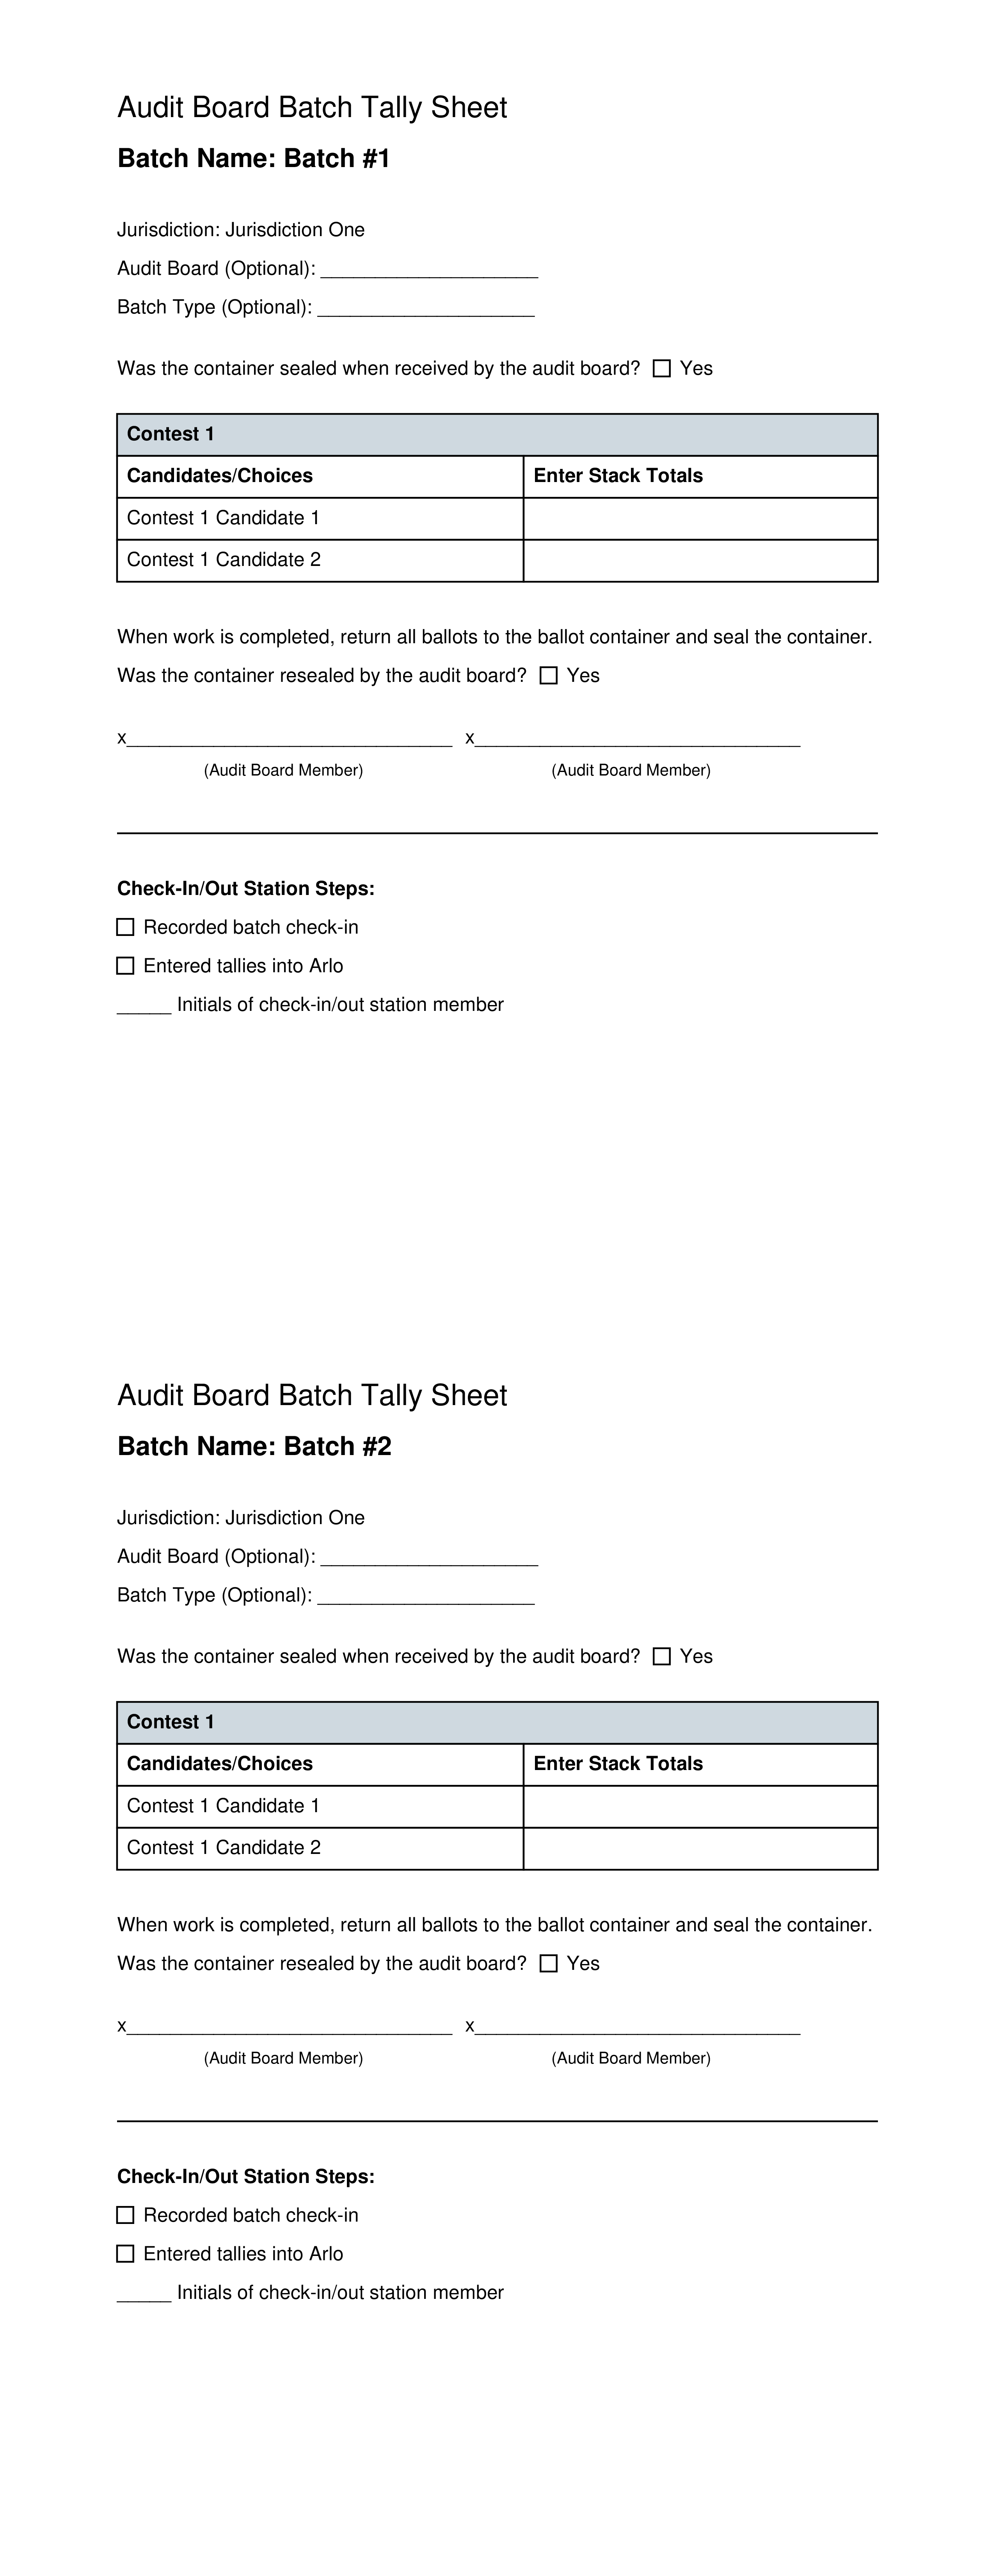 Audit Board Batch Tally Sheet
Batch Name: Batch #1
Jurisdiction: Jurisdiction One
Audit Board (Optional): ____________________
Batch Type (Optional): ____________________
Was the container sealed when received by the audit board? ☐ Yes
Contest 1
Candidates/Choices Enter Stack Totals
Contest 1 Candidate 1
Contest 1 Candidate 2
When work is completed, return all ballots to the ballot container and seal the container.
Was the container resealed by the audit board? ☐ Yes
x______________________________ x______________________________
(Audit Board Member) (Audit Board Member)
Check-In/Out Station Steps:
☐ Recorded batch check-in
☐ Entered tallies into Arlo
_____ Initials of check-in/out station member
Audit Board Batch Tally Sheet
Batch Name: Batch #2
Jurisdiction: Jurisdiction One
Audit Board (Optional): ____________________
Batch Type (Optional): ____________________
Was the container sealed when received by the audit board? ☐ Yes
Contest 1
Candidates/Choices Enter Stack Totals
Contest 1 Candidate 1
Contest 1 Candidate 2
When work is completed, return all ballots to the ballot container and seal the container.
Was the container resealed by the audit board? ☐ Yes
x______________________________ x______________________________
(Audit Board Member) (Audit Board Member)
Check-In/Out Station Steps:
☐ Recorded batch check-in
☐ Entered tallies into Arlo
_____ Initials of check-in/out station member